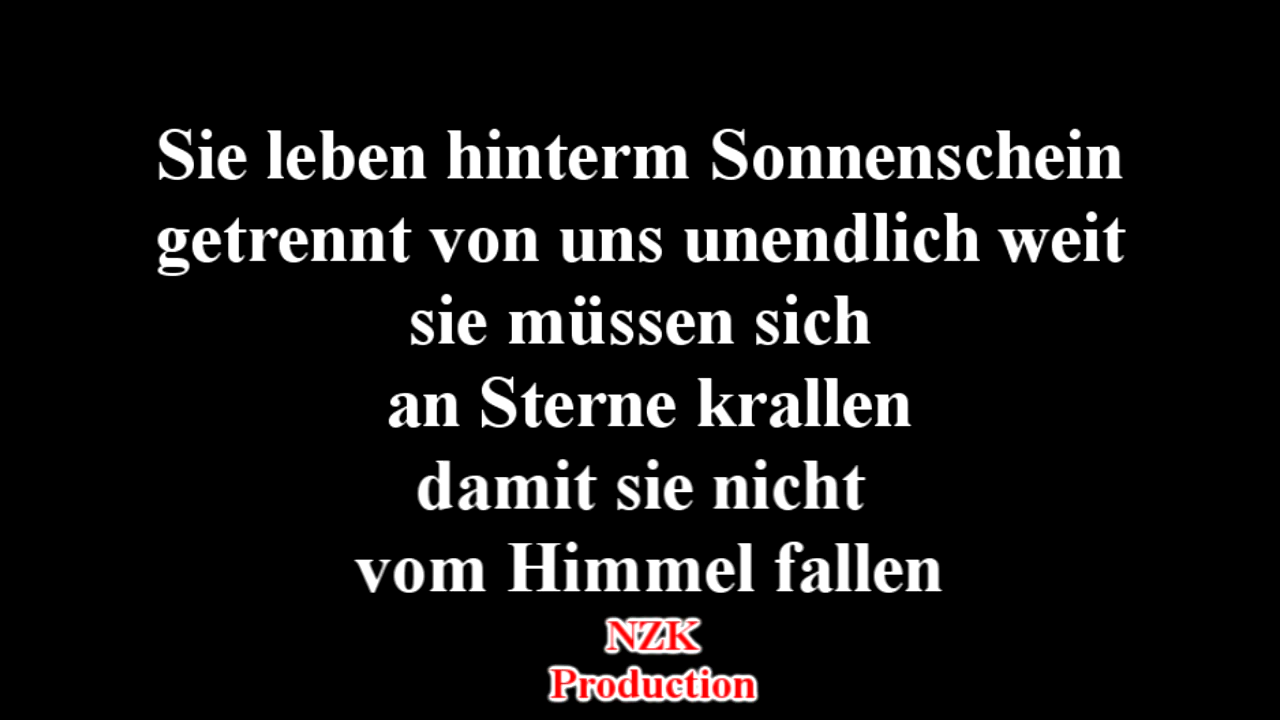 Sie leben hinterm Sonnenschein
getrennt von uns unendlich weit
sie müssen sich
an Sterne krallen
damit sie nicht
vom Himmel fallen
NZK
Production